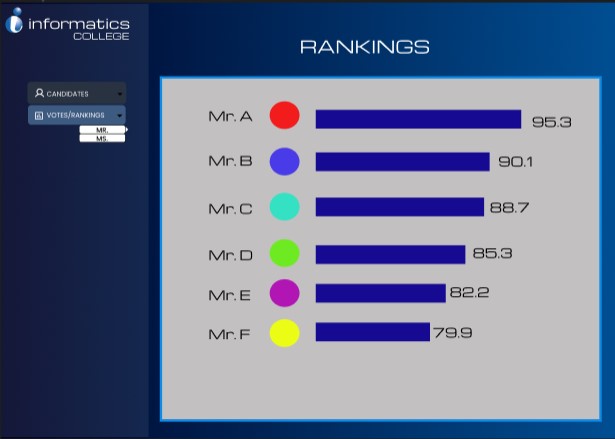 informatics
COLLEGE
RANKINGS
CANDIDATES
VOTES/RANKINGS
MR.
MS.
Mr. A 95.3
Mr. B 90.1
Mr. C 88.7
Mr. D 85.3
Mr. E 82.2
Mr. F 79.9